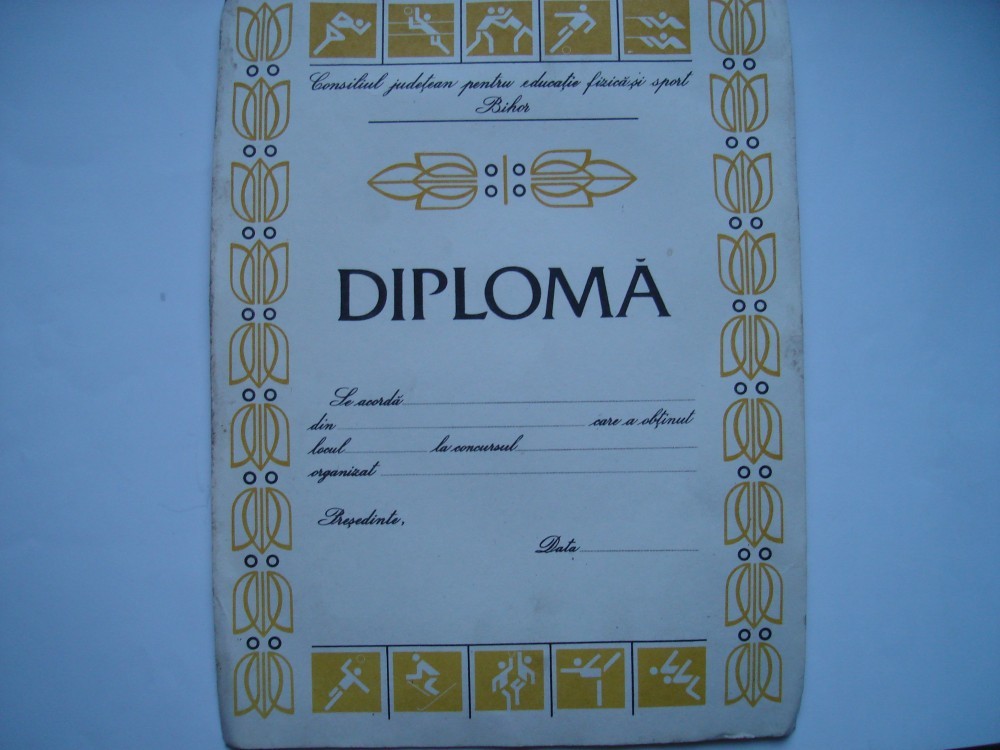 Consiliul județean pentru educație fizică și sport
Bihor
DIPLOMĂ
Se acordă
din care a obținut
locul la concursul
organizat
Președinte,
Data